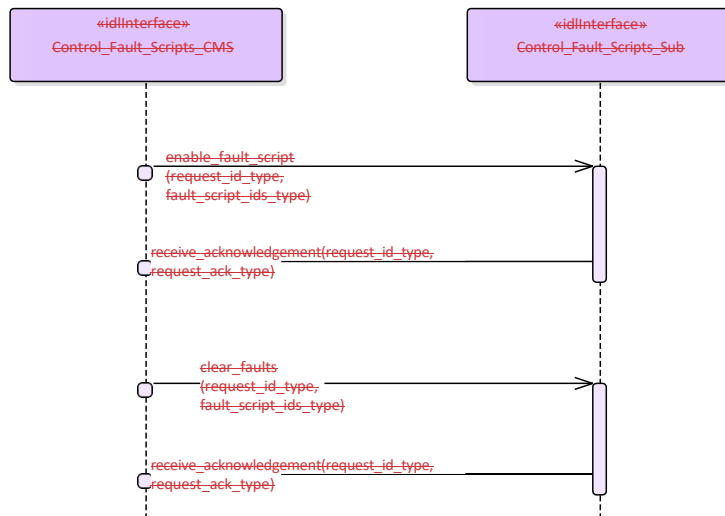 «idlInterface»
Control_Fault_Scripts_CMS
«idlInterface»
Control_Fault_Scripts_Sub
enable_fault_script
(request_id_type,
fault_script_ids_type)
receive_acknowledgement(request_id_type,
request_ack_type)
clear_faults
(request_id_type,
fault_script_ids_type)
receive_acknowledgement(request_id_type,
request_ack_type)